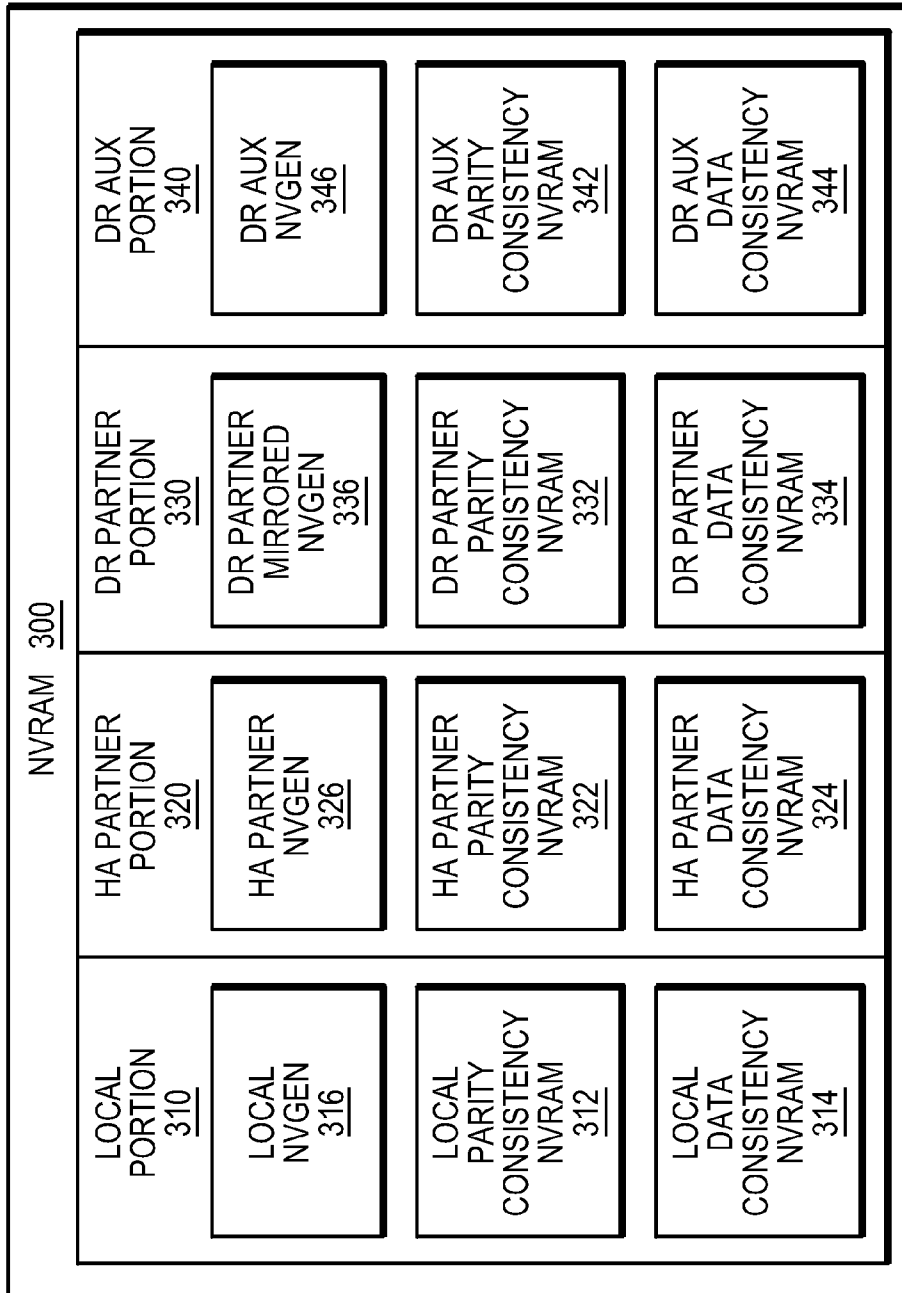 NVRAM 300
LOCAL
PORTION
310
LOCAL
NVGEN
316
LOCAL
PARITY
CONSISTENCY
NVRAM
312
LOCAL
DATA
CONSISTENCY
NVRAM
314
HA PARTNER
PORTION
320
HA PARTNER
NVGEN
326
HA PARTNER
PARITY
CONSISTENCY
NVRAM
322
HA PARTNER
DATA
CONSISTENCY
NVRAM
324
DR PARTNER
PORTION
330
DR PARTNER
MIRRORED
NVGEN
336
DR PARTNER
PARITY
CONSISTENCY
NVRAM
332
DR PARTNER
DATA
CONSISTENCY
NVRAM
334
DR AUX
PORTION
340
DR AUX
NVGEN
346
DR AUX
PARITY
CONSISTENCY
NVRAM
342
DR AUX
DATA
CONSISTENCY
NVRAM
344